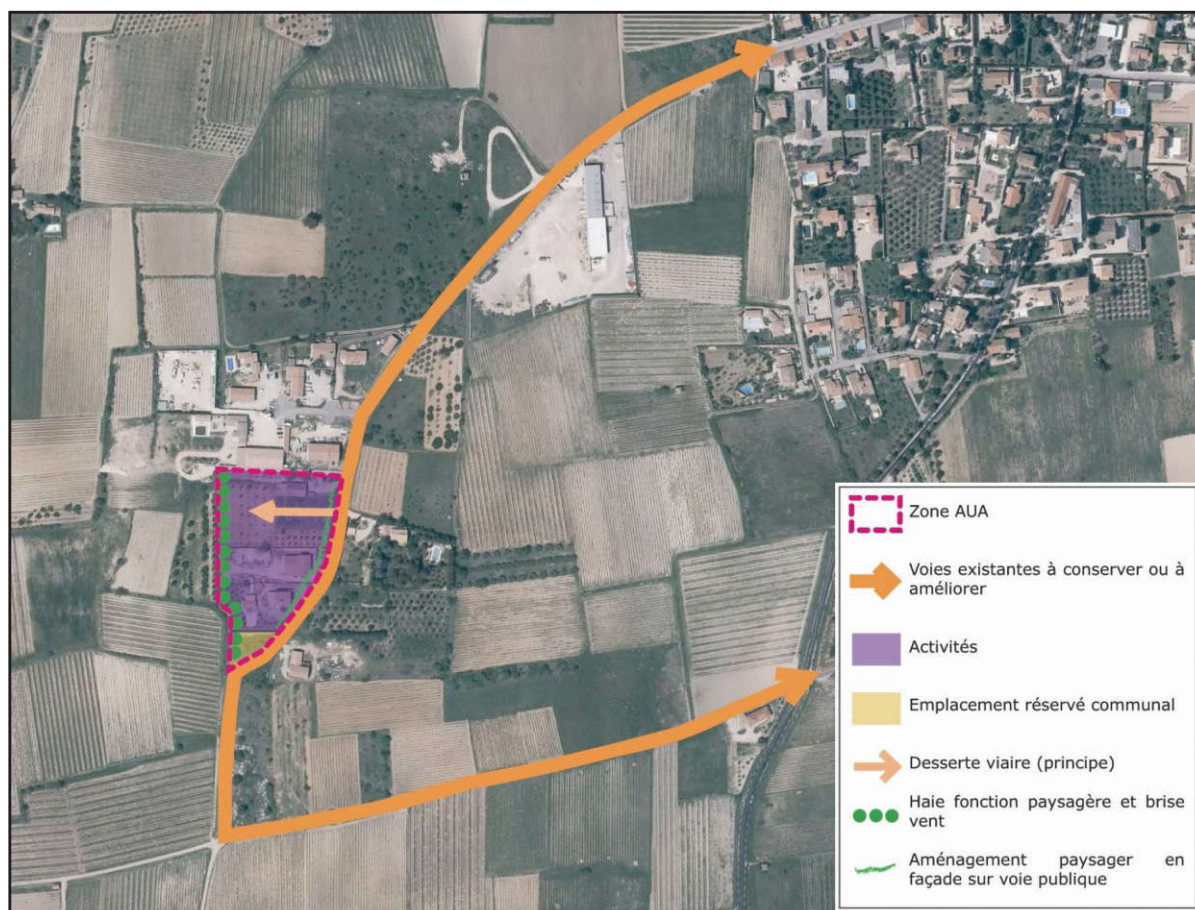 Zone AUA
Voies existantes à conserver ou à
améliorer
Activités
Emplacement réservé communal
Desserte viaire (principe)
Haie fonction paysagère et brise
vent
Aménagement paysager en
façade sur voie publique